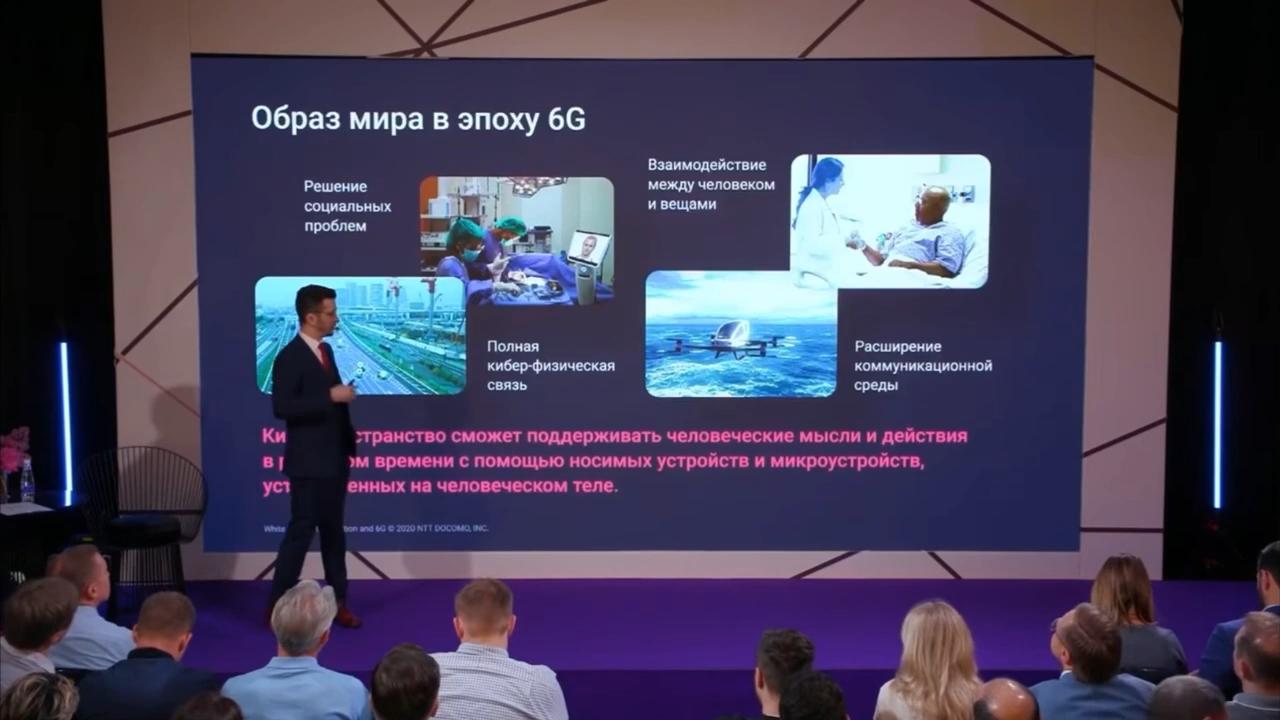 Образ мира в эпоху 6G
Решение
социальных
проблем
Взаимодействие
между человеком
и вещами
Полная
кибер-физическая
связь
Расширение
коммуникационной
среды
странство сможет поддерживать человеческие мысли и действия
в времени с помощью носимых устройств и микроустройств,
на человеческом теле.
White and 6G © 2020 NTT DOCOMO, INC.